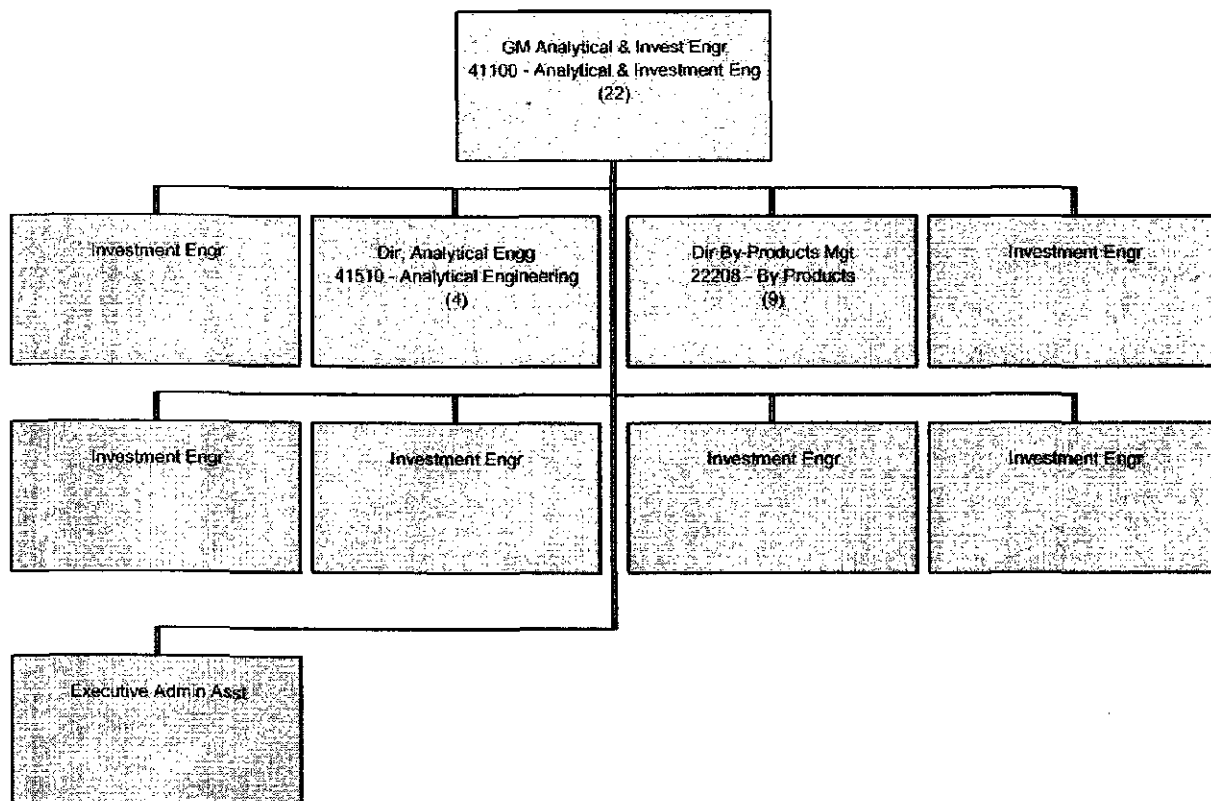 GM Analytical & Invest Engr
41100 - Analytical & Investment Eng
(22)
Investment Engr
Dir, Analytical Engg
41510 - Analytical Engineering
(4)
Dir By-Products Mgt
22208 - By Products
(9)
Investment Engr
Investment Engr
Investment Engr
Investment Engr
Investment Engr
Executive Admin Asst